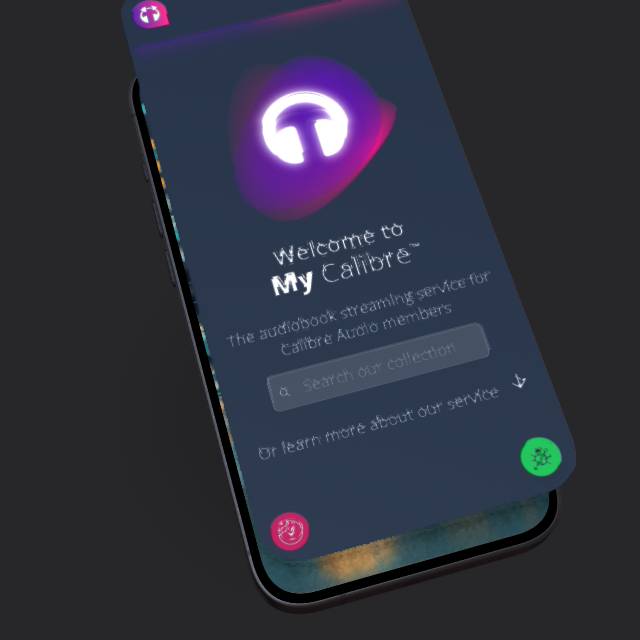 Welcome to
My Calibre™
The audiobook streaming service for
Calibre Audio members
Search our collection
Or learn more about our service